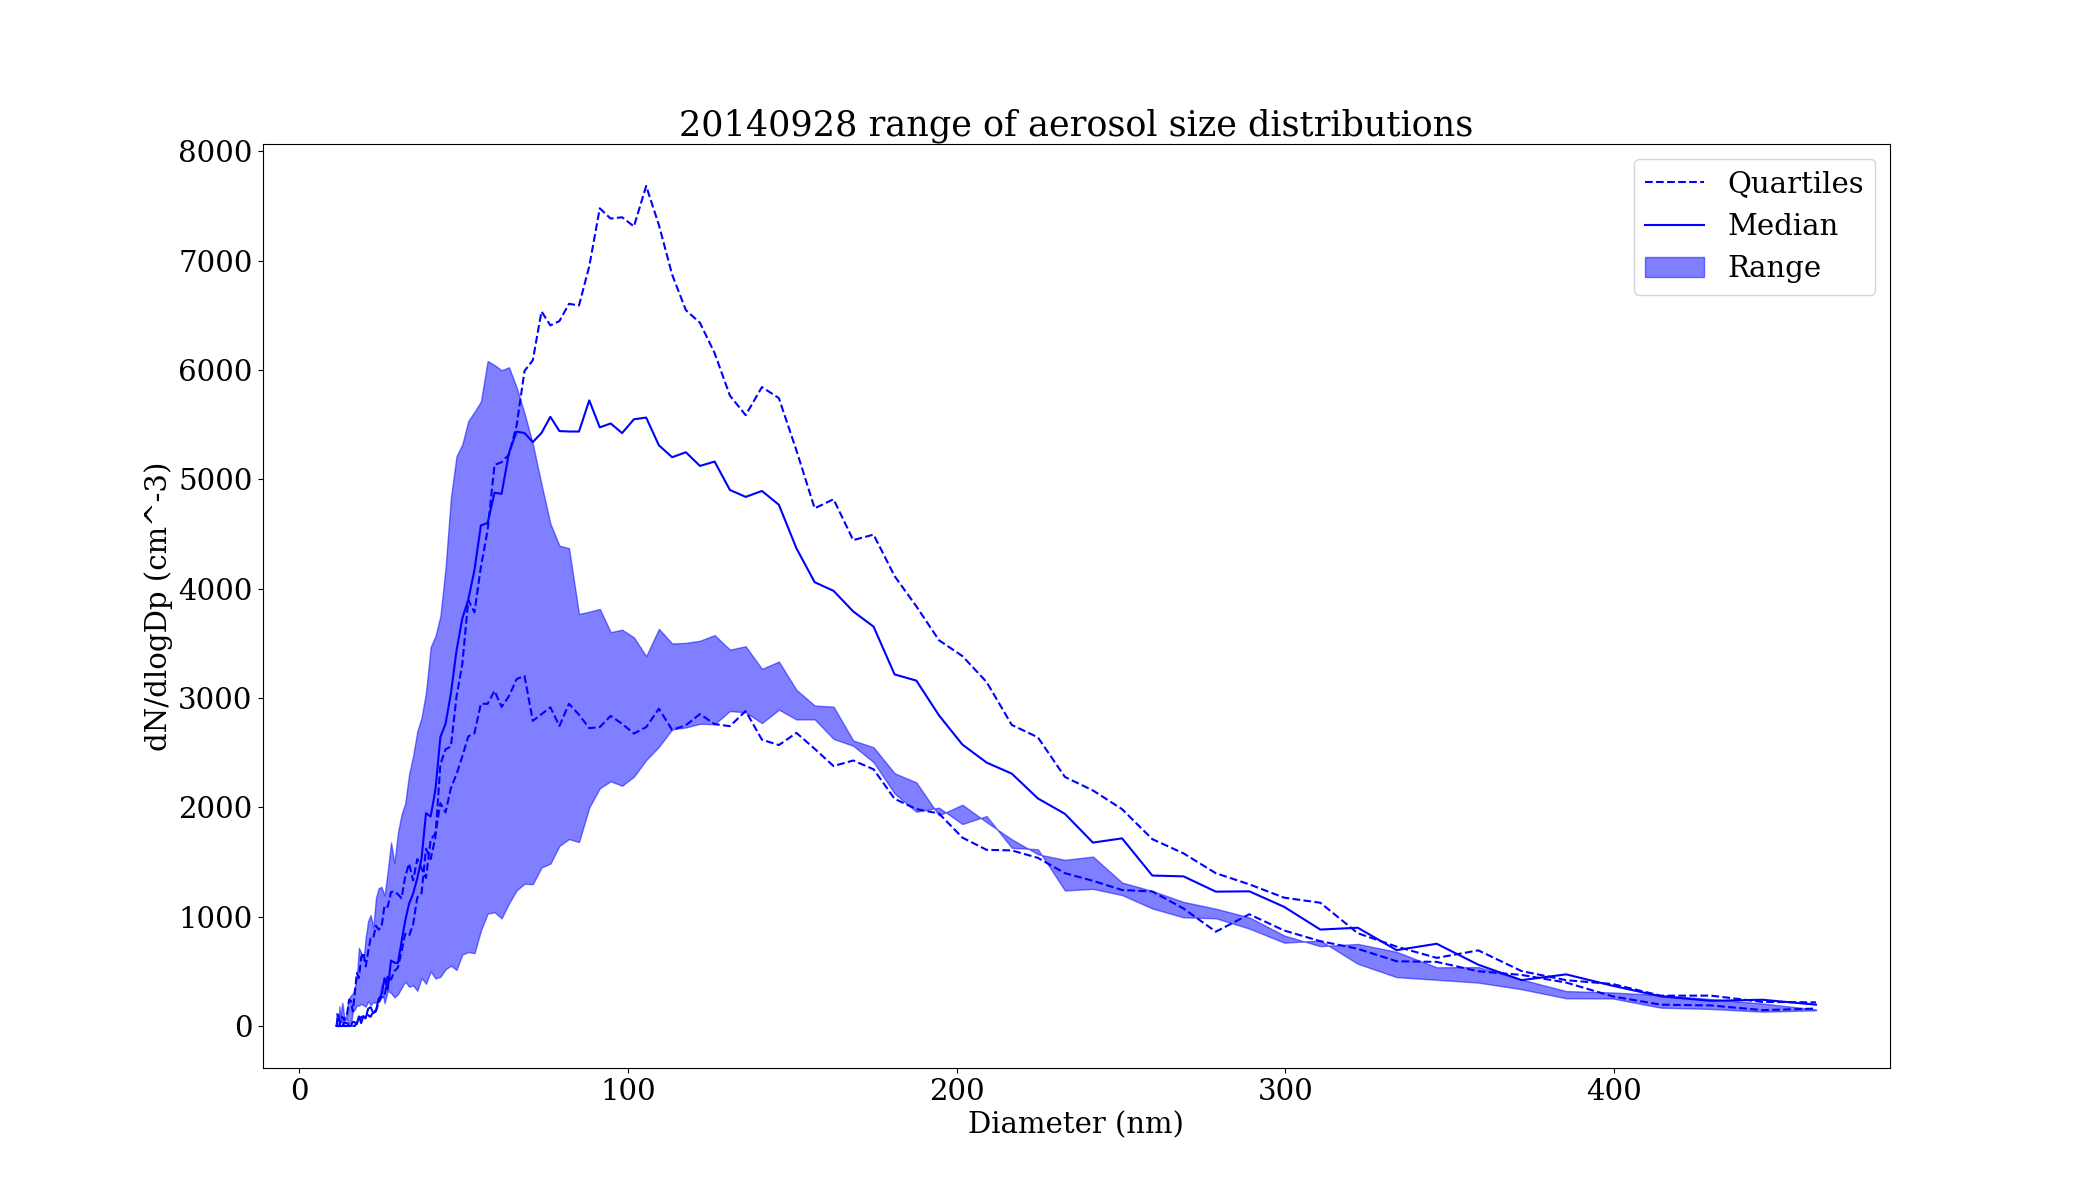 20140928 range of aerosol size distributions
8000
7000
6000
5000
4000
3000
2000
1000
0
dN/dlogDp (cm^-3)
Quartiles
Median
Range
0 100 200 300 400
Diameter (nm)